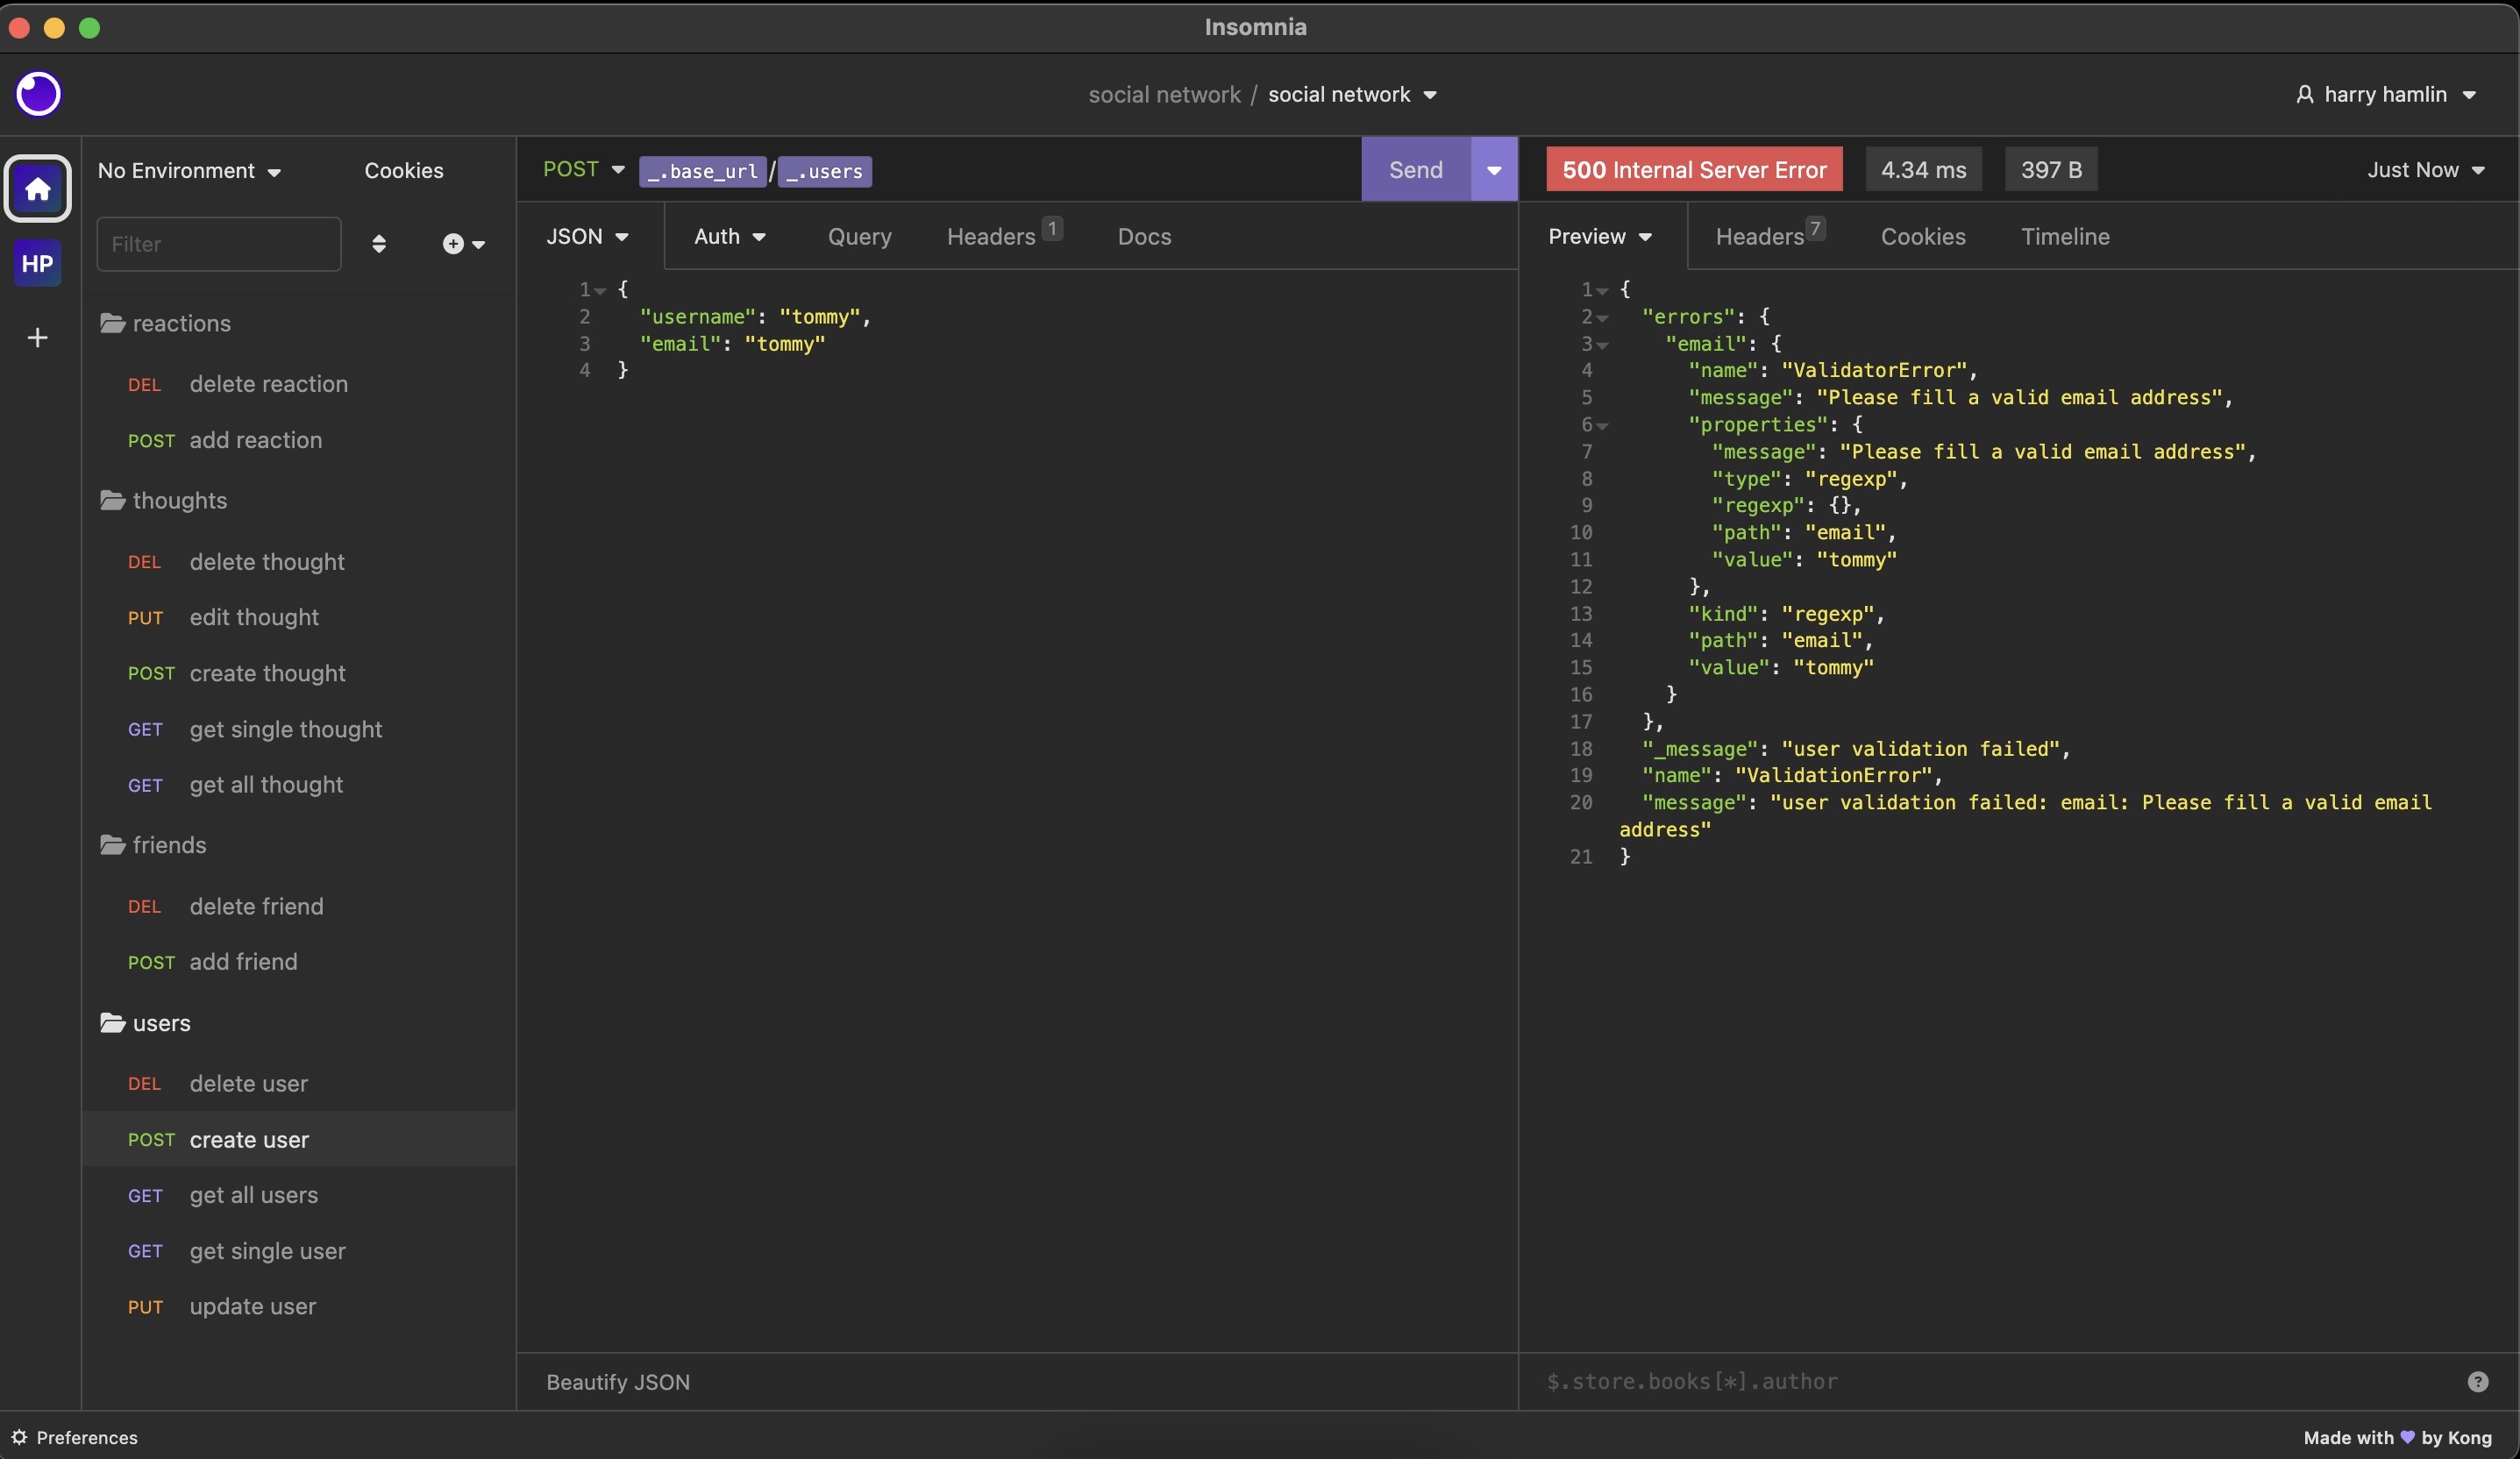 Insomnia
social network / social network
harry hamlin
HP
No Environment
Cookies
Filter
reactions
DEL delete reaction
POST add reaction
thoughts
DEL delete thought
PUT edit thought
POST create thought
GET get single thought
GET get all thought
friends
DEL delete friend
POST add friend
users
DEL delete user
POST create user
GET get all users
GET get single user
PUT update user
POST _.base_url / _.users
Send
JSON
Auth
Query
Headers 1
Docs
1 {
2 "username": "tommy",
3 "email": "tommy"
4 }
Beautify JSON
500 Internal Server Error
4.34 ms
397 B
Just Now
Preview
Headers 7
Cookies
Timeline
1 {
2 "errors": {
3 "email": {
4 "name": "ValidatorError",
5 "message": "Please fill a valid email address",
6 "properties": {
7 "message": "Please fill a valid email address",
8 "type": "regexp",
9 "regexp": {},
10 "path": "email",
11 "value": "tommy"
12 },
13 "kind": "regexp",
14 "path": "email",
15 "value": "tommy"
16 }
17 },
18 "_message": "user validation failed",
19 "name": "ValidationError",
20 "message": "user validation failed: email: Please fill a valid email
address"
21 }
$.store.books[*].author
?
Preferences
Made with 💜 by Kong